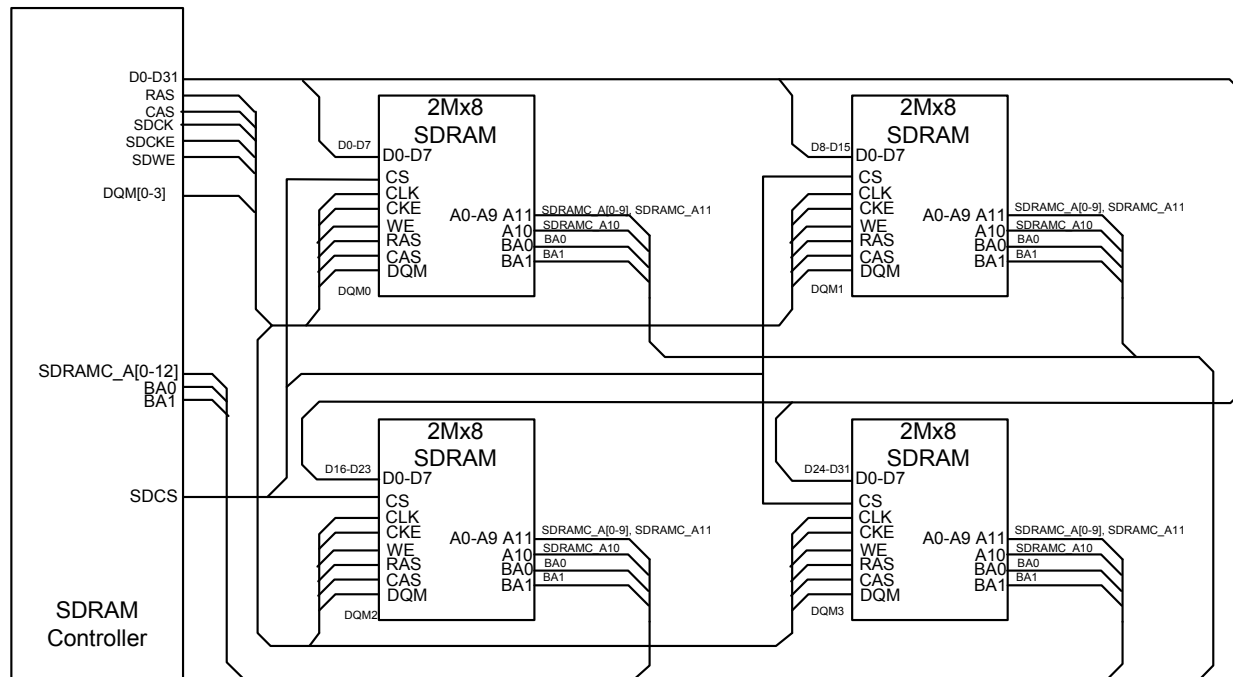 D0-D31
RAS
CAS
SDCK
SDCKE
SDWE
DQM[0-3]
SDRAMC_A[0-12]
BA0
BA1
SDCS
SDRAM
Controller
2Mx8
SDRAM
D0-D7
D0-D7
CS
CLK
CKE
WE
RAS
CAS
DQM
DQM0
A0-A9 A11
A10
BA0
BA1
SDRAMC_A[0-9], SDRAMC_A11
SDRAMC_A10
BA0
BA1
2Mx8
SDRAM
D8-D15
D0-D7
CS
CLK
CKE
WE
RAS
CAS
DQM
DQM1
A0-A9 A11
A10
BA0
BA1
SDRAMC_A[0-9], SDRAMC_A11
SDRAMC_A10
BA0
BA1
2Mx8
SDRAM
D16-D23
D0-D7
CS
CLK
CKE
WE
RAS
CAS
DQM
DQM2
A0-A9 A11
A10
BA0
BA1
SDRAMC_A[0-9], SDRAMC_A11
SDRAMC_A10
BA0
BA1
2Mx8
SDRAM
D24-D31
D0-D7
CS
CLK
CKE
WE
RAS
CAS
DQM
DQM3
A0-A9 A11
A10
BA0
BA1
SDRAMC_A[0-9], SDRAMC_A11
SDRAMC_A10
BA0
BA1